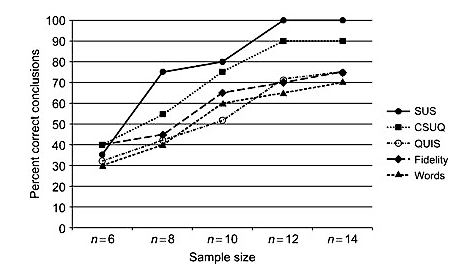 Percent correct conclusions
100
90
80
70
60
50
40
30
20
10
0
n=6
n=8
n=10
n=12
n=14
Sample size
SUS
CSUQ
QUIS
Fidelity
Words